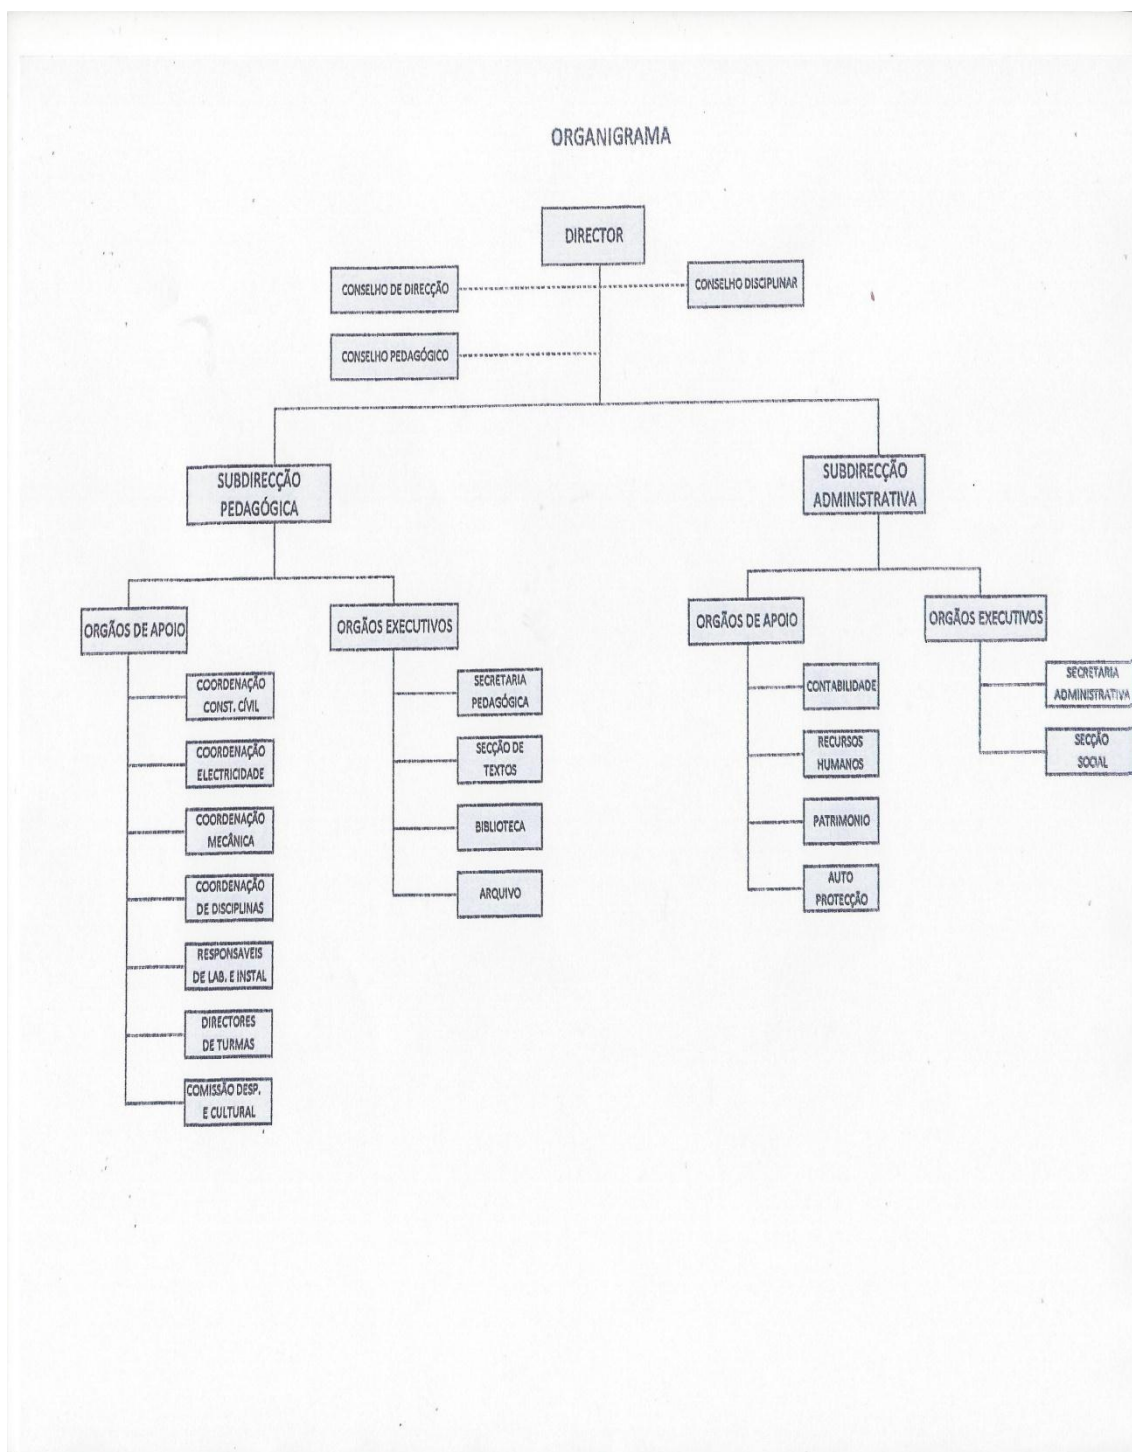 ORGANIGRAMA
DIRECTOR
CONSELHO DE DIRECÇÃO
CONSELHO DISCIPLINAR
CONSELHO PEDAGÓGICO
SUBDIRECÇÃO
PEDAGÓGICA
SUBDIRECÇÃO
ADMINISTRATIVA
ORGÃOS DE APOIO
ORGÃOS EXECUTIVOS
ORGÃOS DE APOIO
ORGÃOS EXECUTIVOS
COORDENAÇÃO
CONST. CÍVIL
COORDENAÇÃO
ELECTRICIDADE
COORDENAÇÃO
MECÂNICA
COORDENAÇÃO
DE DISCIPLINAS
RESPONSAVEIS
DE LAB. E INSTAL
DIRECTORES
DE TURMAS
COMISSÃO DESP.
E CULTURAL
SECRETARIA
PEDAGÓGICA
SECÇÃO DE
TEXTOS
BIBLIOTECA
ARQUIVO
CONTABILIDADE
RECURSOS
HUMANOS
PATRIMONIO
AUTO
PROTECÇÃO
SECRETARIA
ADMINISTRATIVA
SECÇÃO
SOCIAL